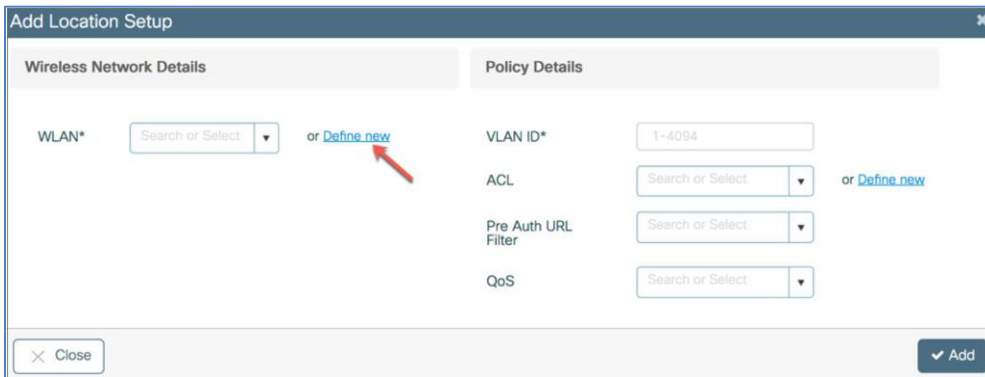 Add Location Setup
Wireless Network Details
WLAN* Search or Select or Define new
Policy Details
VLAN ID* 1-4094
ACL Search or Select or Define new
Pre Auth URL
Filter Search or Select
QoS Search or Select
Close
Add